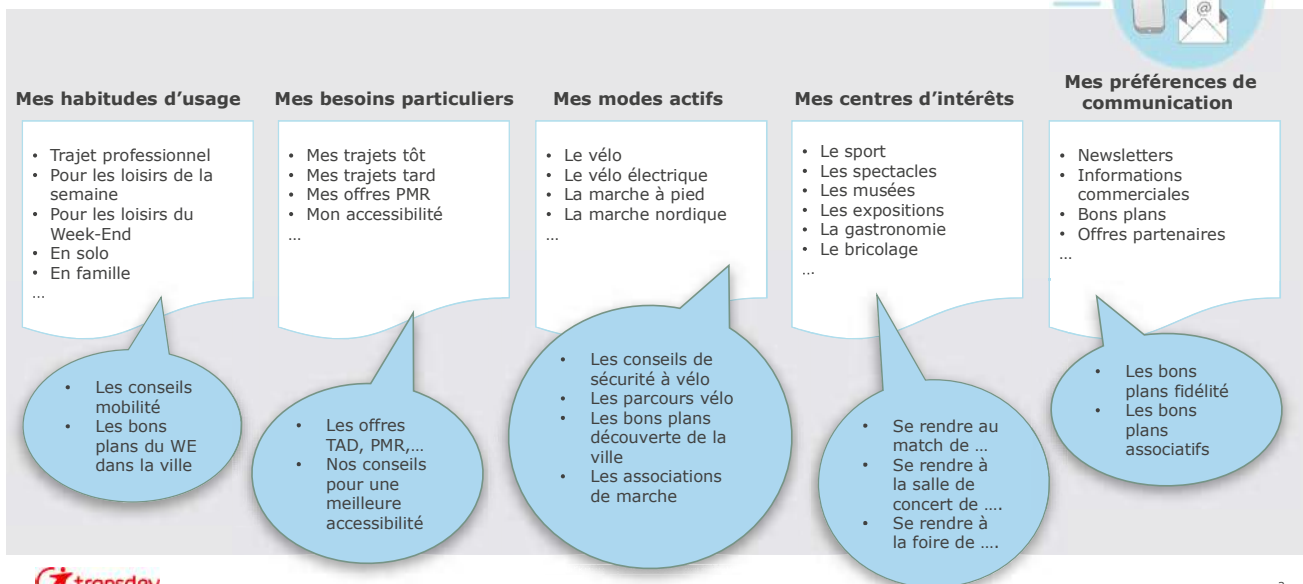 @
Mes habitudes d'usage
• Trajet professionnel
• Pour les loisirs de la
semaine
• Pour les loisirs du
Week-End
• En solo
• En famille
…
• Les conseils
mobilité
• Les bons
plans du WE
dans la ville
Mes besoins particuliers
• Mes trajets tôt
• Mes trajets tard
• Mes offres PMR
• Mon accessibilité
…
• Les offres
TAD, PMR,…
• Nos conseils
pour une
meilleure
accessibilité
Mes modes actifs
• Le vélo
• Le vélo électrique
• La marche à pied
• La marche nordique
…
• Les conseils de
sécurité à vélo
• Les parcours vélo
• Les bons plans
découverte de la
ville
• Les associations
de marche
Mes centres d'intérêts
• Le sport
• Les spectacles
• Les musées
• Les expositions
• La gastronomie
• Le bricolage
…
• Se rendre au
match de …
• Se rendre à
la salle de
concert de ….
• Se rendre à
la foire de ….
Mes préférences de
communication
• Newsletters
• Informations
commerciales
• Bons plans
• Offres partenaires
…
• Les bons
plans fidélité
• Les bons
plans
associatifs
transdev